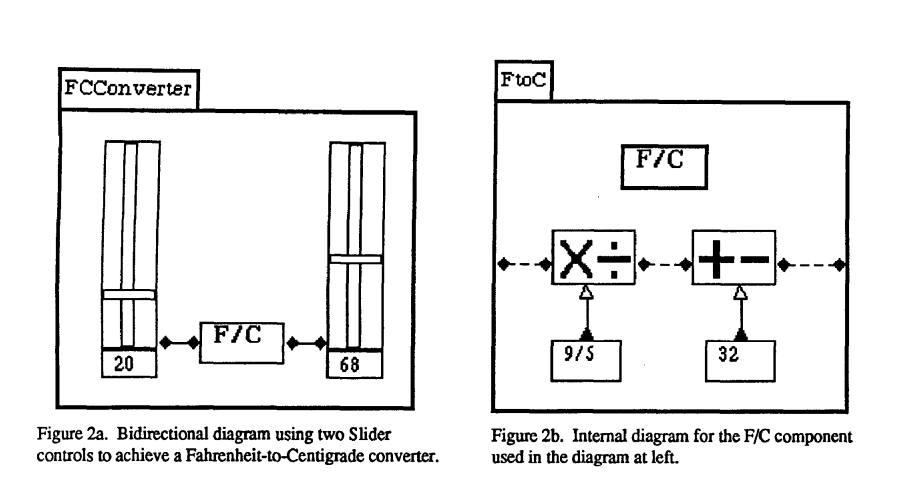 FCConverter
20
F/C
68
Figure 2a. Bidirectional diagram using two Slider
controls to achieve a Fahrenheit-to-Centigrade converter.
FtoC
F/C
×÷
+−
9/5
32
Figure 2b. Internal diagram for the F/C component
used in the diagram at left.